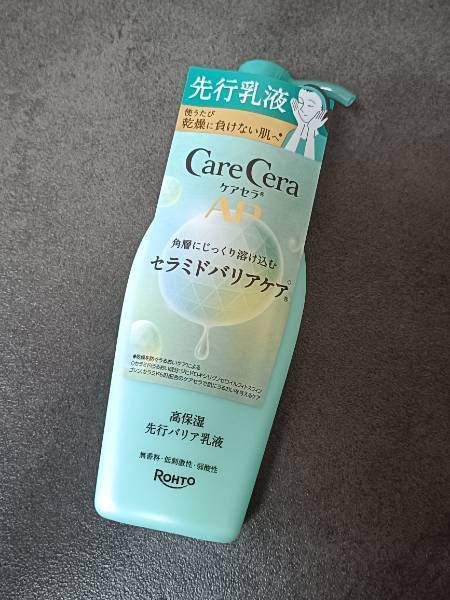 先行乳液
使うたび
乾燥に負けない肌へ*
CareCera
ケアセラ®
AP
角層にじっくり溶け込む
セラミドバリアケア
高保湿
先行バリア乳液
無香料・低刺激性・弱酸性
ROHTO